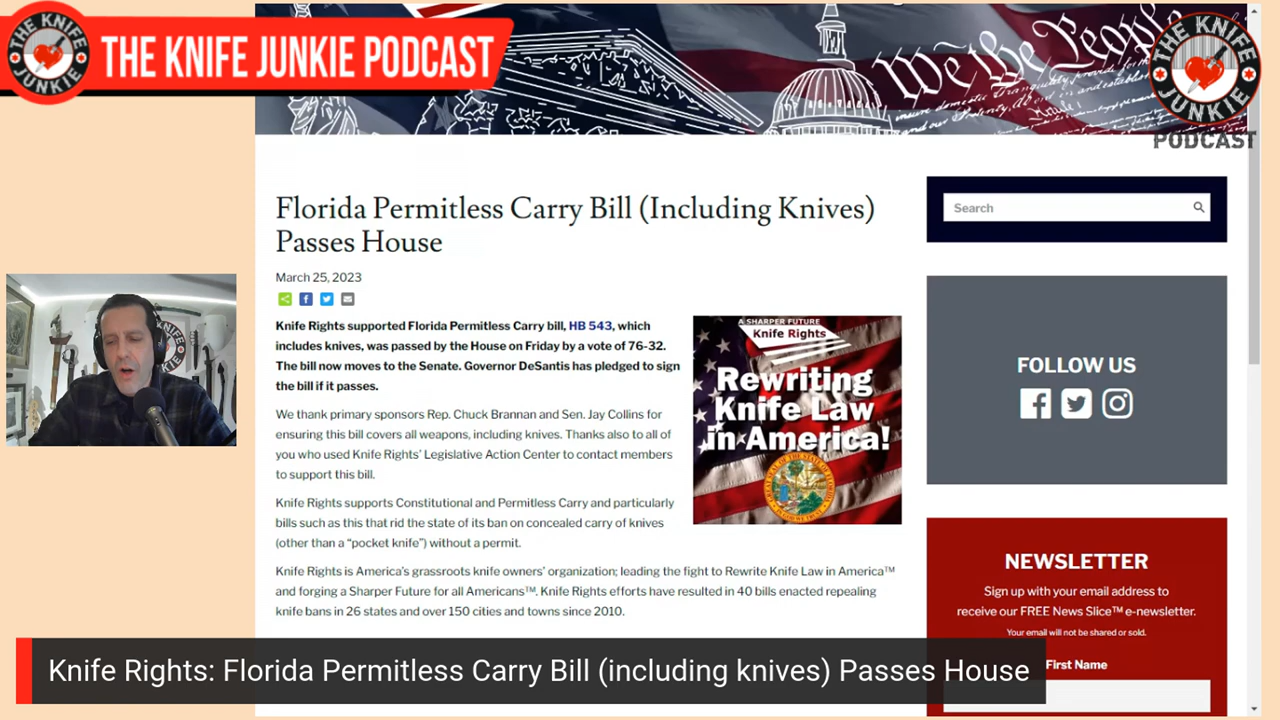 THE KNIFE JUNKIE
THE KNIFE JUNKIE PODCAST
We the People
THE KNIFE JUNKIE
PODCAST
Florida Permitless Carry Bill (Including Knives)
Passes House
March 25, 2023
Knife Rights supported Florida Permitless Carry bill, HB 543, which
includes knives, was passed by the House on Friday by a vote of 76-32.
The bill now moves to the Senate. Governor DeSantis has pledged to sign
the bill if it passes.
We thank primary sponsors Rep. Chuck Brannan and Sen. Jay Collins for
ensuring this bill covers all weapons, including knives. Thanks also to all of
you who used Knife Rights' Legislative Action Center to contact members
to support this bill.
Knife Rights supports Constitutional and Permitless Carry and particularly
bills such as this that rid the state of its ban on concealed carry of knives
(other than a “pocket knife”) without a permit.
Knife Rights is America's grassroots knife owners' organization; leading the fight to Rewrite Knife Law in America™
and forging a Sharper Future for all Americans™. Knife Rights efforts have resulted in 40 bills enacted repealing
knife bans in 26 states and over 150 cities and towns since 2010.
A SHARPER FUTURE
Knife Rights
Rewriting
Knife Law
in America!
Search
FOLLOW US
NEWSLETTER
Sign up with your email address to
receive our FREE News Slice™ e-newsletter.
Your email will not be shared or sold.
First Name
KNIFE
JUNKIE
Knife Rights: Florida Permitless Carry Bill (including knives) Passes House